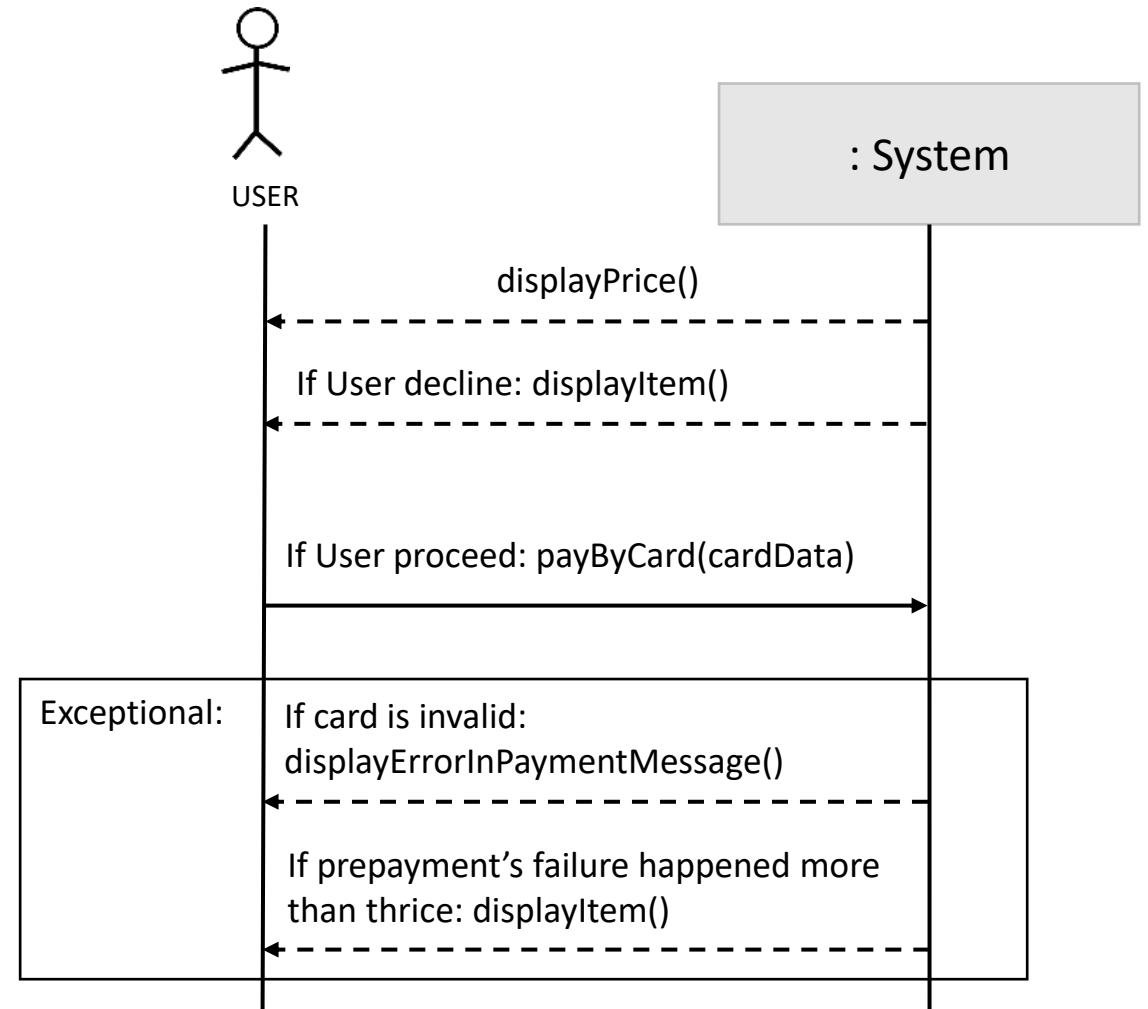 USER
: System
displayPrice()
If User decline: displayItem()
If User proceed: payByCard(cardData)
Exceptional:
If card is invalid:
displayErrorInPaymentMessage()
If prepayment’s failure happened more
than thrice: displayItem()